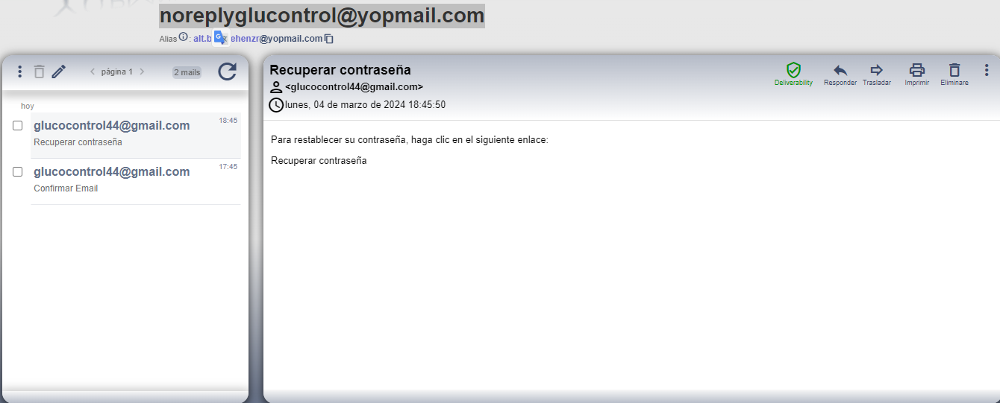 noreplyglucontrol@yopmail.com
Alias : alt.b ehenzr@yopmail.com
página 1
2 mails
hoy
glucocontrol44@gmail.com 18:45
Recuperar contraseña
glucocontrol44@gmail.com 17:45
Confirmar Email
Recuperar contraseña
<glucocontrol44@gmail.com>
lunes, 04 de marzo de 2024 18:45:50
Deliverability Responder Trasladar Imprimir Eliminare
Para restablecer su contraseña, haga clic en el siguiente enlace:
Recuperar contraseña